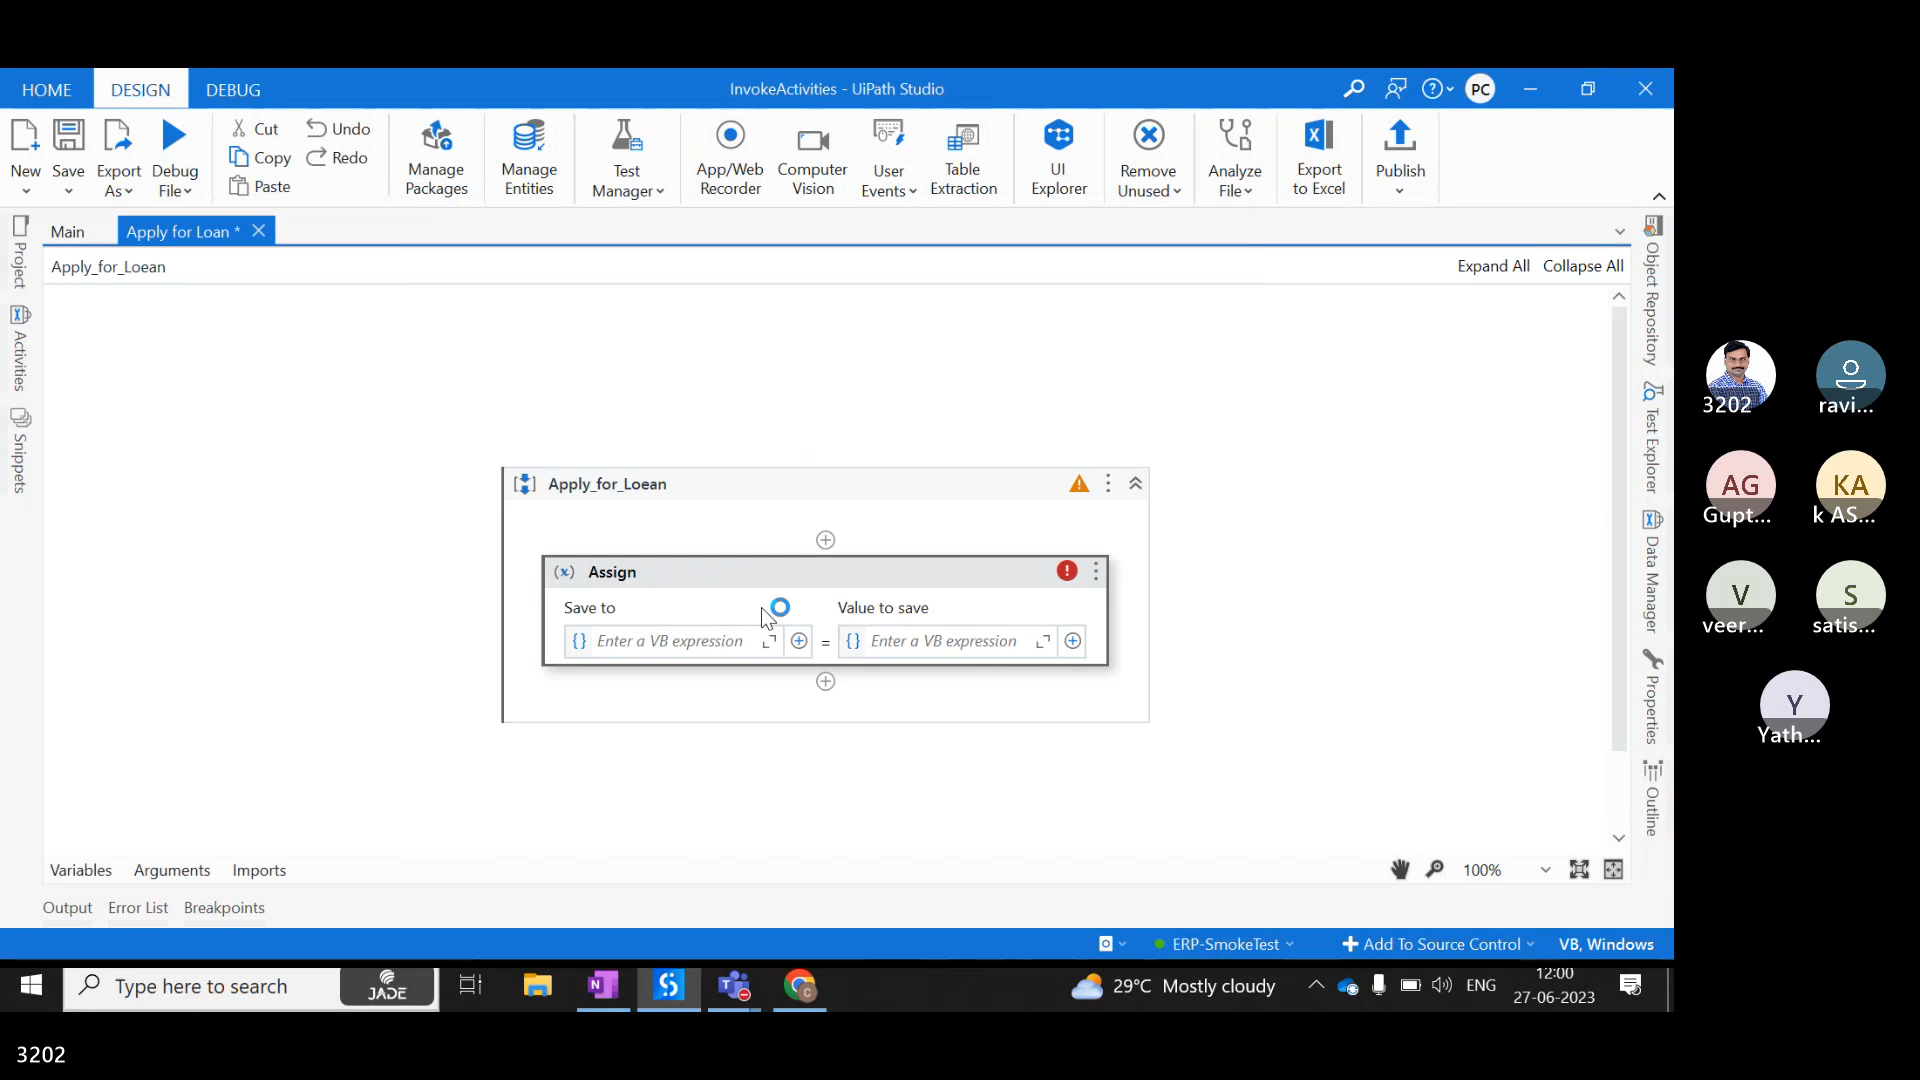 HOME DESIGN DEBUG InvokeActivities - UiPath Studio PC
New Save Export As Debug File Cut Copy Paste Undo Redo Manage Packages Manage Entities Test Manager App/Web Recorder Computer Vision User Events Table Extraction UI Explorer Remove Unused Analyze File Export to Excel Publish
Main Apply for Loan *
Apply_for_Loean Expand All Collapse All
Project
Activities
Snippets
Apply_for_Loean
(x) Assign
Save to Value to save
{} Enter a VB expression = {} Enter a VB expression
Object Repository
Test Explorer
Data Manager
Properties
Outline
Variables Arguments Imports 100%
Output Error List Breakpoints
ERP-SmokeTest Add To Source Control VB, Windows
Type here to search JADE N 29°C Mostly cloudy ENG 12:00
27-06-2023
3202 ravi...
AG KA
Gupt... k AS...
V S
veer... satis...
Y
Yath...
3202